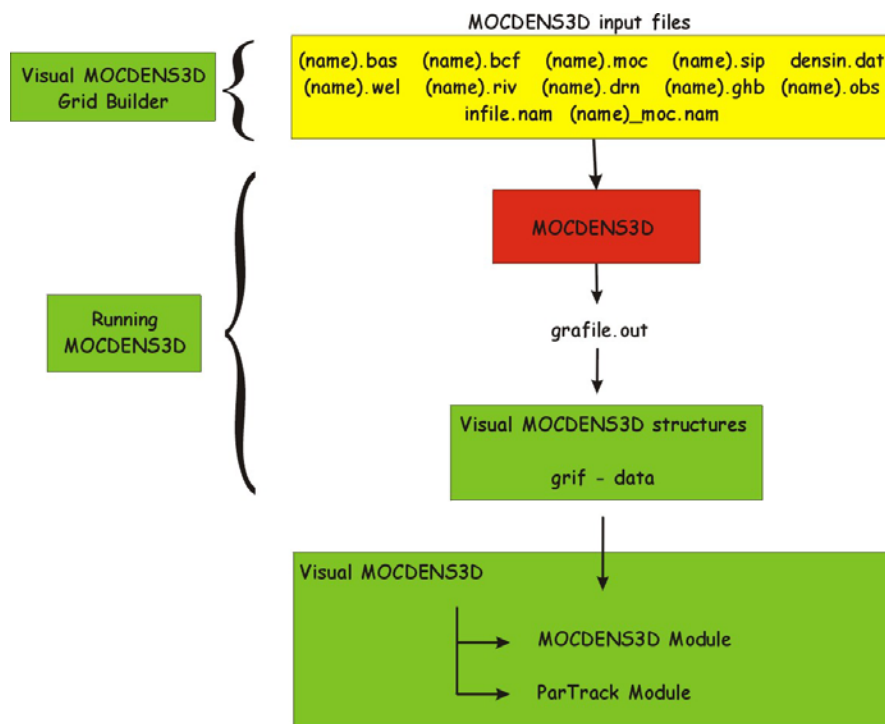 MOCDENS3D input files
Visual MOCDENS3D
Grid Builder
(name).bas (name).bcf (name).moc (name).sip densin.dat
(name).wel (name).riv (name).drn (name).ghb (name).obs
infile.nam (name)_moc.nam
MOCDENS3D
Running
MOCDENS3D
grafile.out
Visual MOCDENS3D structures
grif - data
Visual MOCDENS3D
MOCDENS3D Module
ParTrack Module